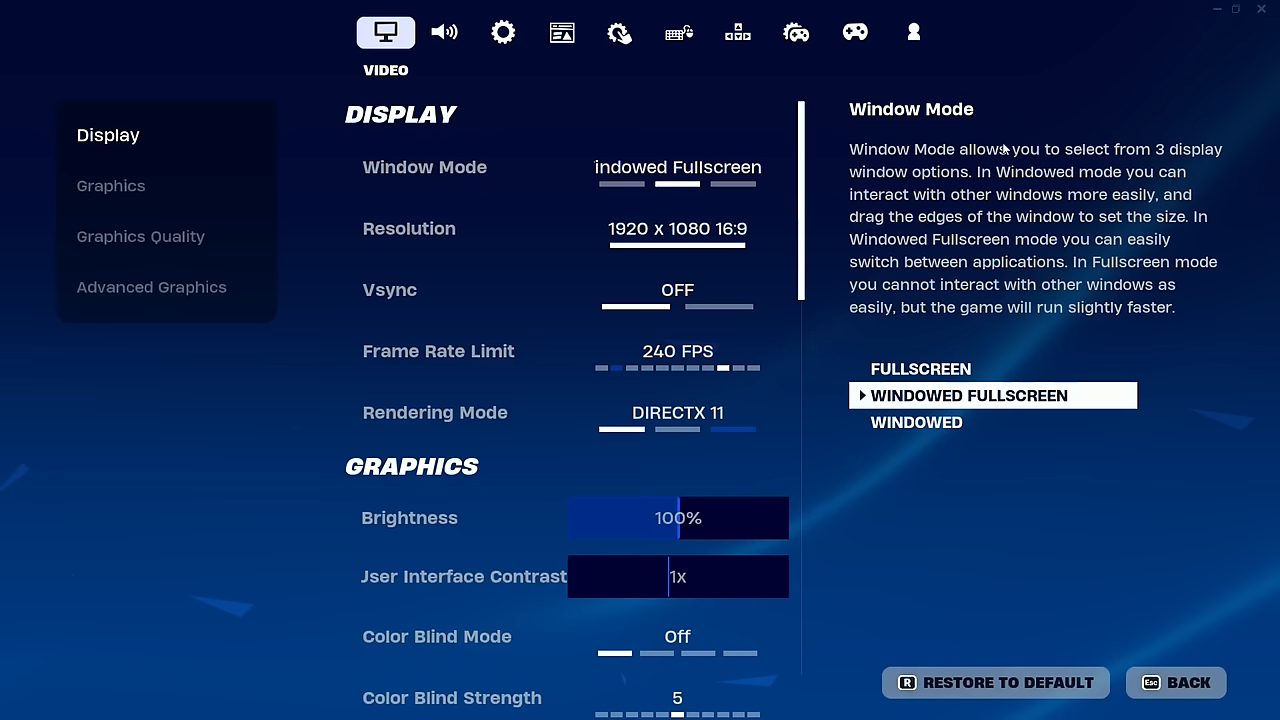 VIDEO
Display
Graphics
Graphics Quality
Advanced Graphics
DISPLAY
Window Mode
indowed Fullscreen
Resolution
1920 x 1080 16:9
Vsync
OFF
Frame Rate Limit
240 FPS
Rendering Mode
DIRECTX 11
GRAPHICS
Brightness
100%
Jser Interface Contrast
1x
Color Blind Mode
Off
Color Blind Strength
5
Window Mode
Window Mode allows you to select from 3 display
window options. In Windowed mode you can
interact with other windows more easily, and
drag the edges of the window to set the size. In
Windowed Fullscreen mode you can easily
switch between applications. In Fullscreen mode
you cannot interact with other windows as
easily, but the game will run slightly faster.
FULLSCREEN
WINDOWED FULLSCREEN
WINDOWED
R RESTORE TO DEFAULT
Esc BACK